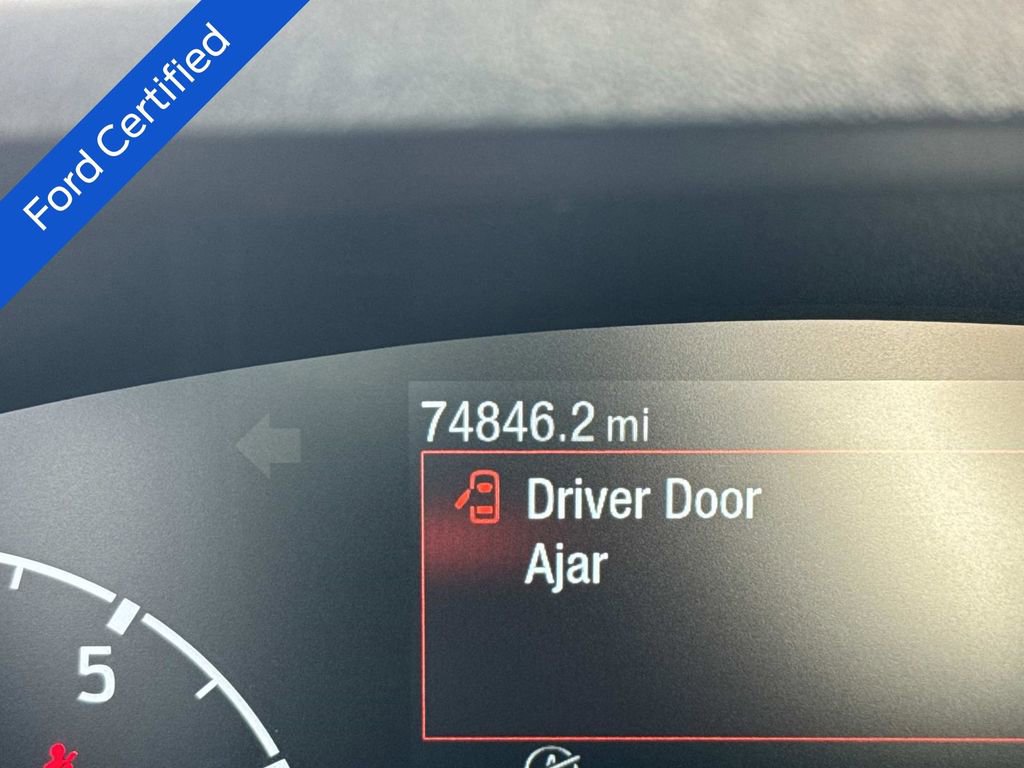 Ford Certified
74846.2 mi
Driver Door
Ajar
5